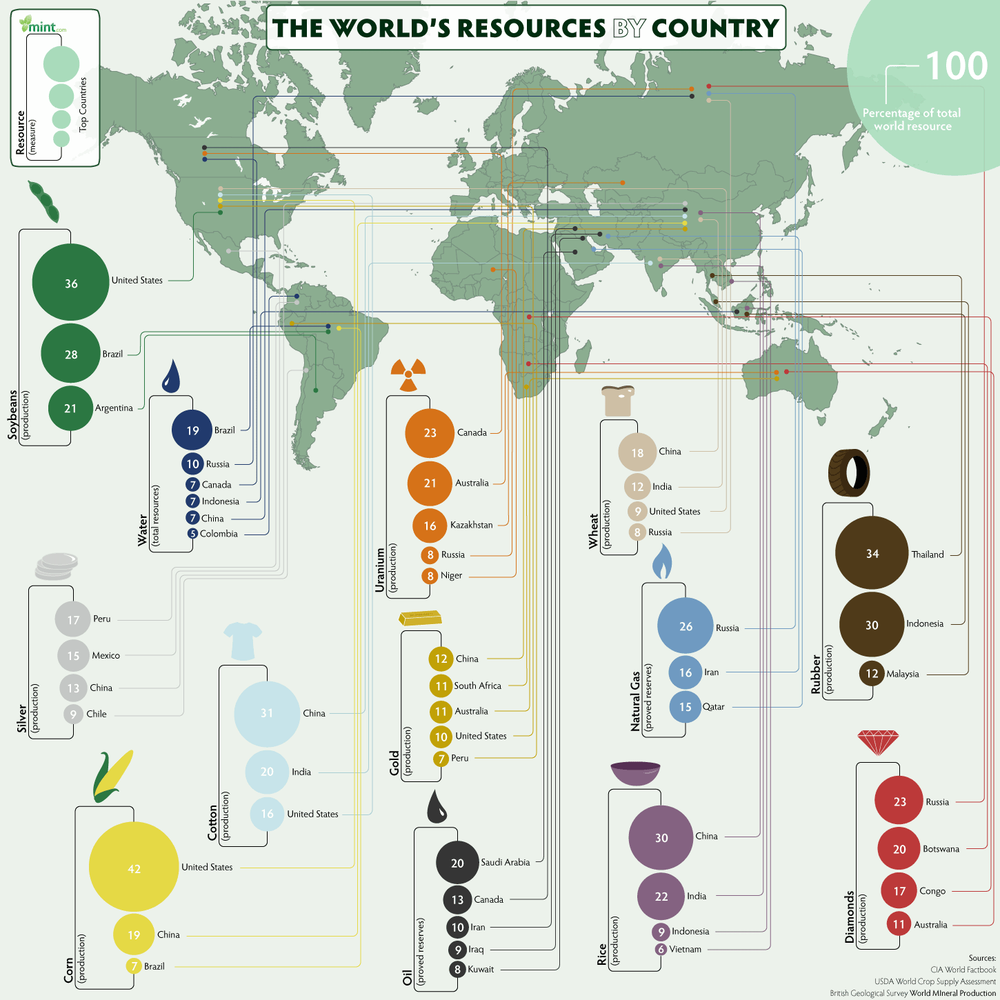 THE WORLD'S RESOURCES BY COUNTRY
mint.com
Resource
(measure)
Top Countries
100
Percentage of total
world resource
Soybeans
(production)
36 United States
28 Brazil
21 Argentina
Water
(total resources)
19 Brazil
10 Russia
7 Canada
7 Indonesia
7 China
5 Colombia
Uranium
(production)
23 Canada
21 Australia
16 Kazakhstan
8 Russia
8 Niger
Wheat
(production)
18 China
12 India
9 United States
8 Russia
Rubber
(production)
34 Thailand
30 Indonesia
12 Malaysia
Silver
(production)
17 Peru
15 Mexico
13 China
9 Chile
Cotton
(production)
31 China
20 India
16 United States
Gold
(production)
12 China
11 South Africa
11 Australia
10 United States
7 Peru
Natural Gas
(proved reserves)
26 Russia
16 Iran
15 Qatar
Corn
(production)
42 United States
19 China
7 Brazil
Oil
(proved reserves)
20 Saudi Arabia
13 Canada
10 Iran
9 Iraq
8 Kuwait
Rice
(production)
30 China
22 India
9 Indonesia
6 Vietnam
Diamonds
(production)
23 Russia
20 Botswana
17 Congo
11 Australia
Sources:
CIA World Factbook
USDA World Crop Supply Assessment
British Geological Survey World MIneral Production